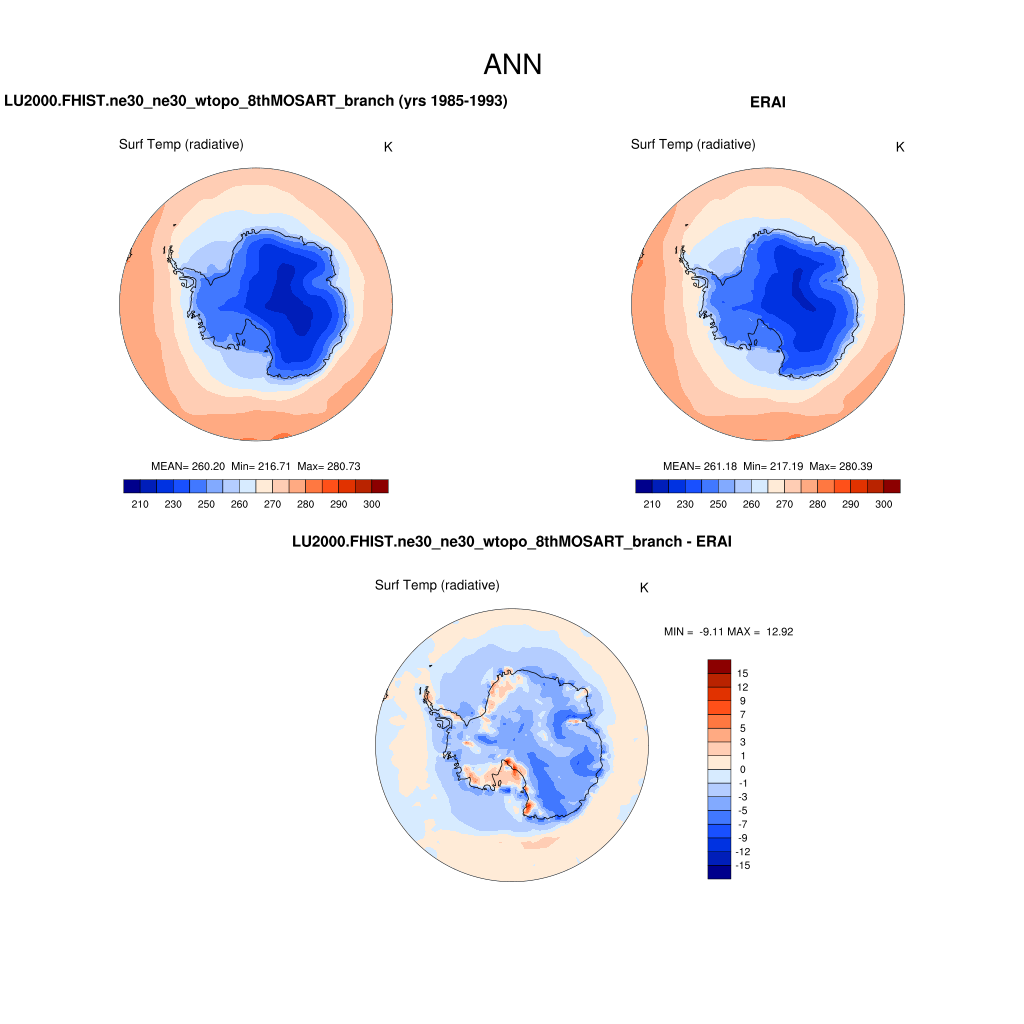 ANN
LU2000.FHIST.ne30_ne30_wtopo_8thMOSART_branch (yrs 1985-1993)
ERAI
Surf Temp (radiative) K
Surf Temp (radiative) K
MEAN= 260.20 Min= 216.71 Max= 280.73
MEAN= 261.18 Min= 217.19 Max= 280.39
210 230 250 260 270 280 290 300
210 230 250 260 270 280 290 300
LU2000.FHIST.ne30_ne30_wtopo_8thMOSART_branch - ERAI
Surf Temp (radiative) K
MIN = -9.11 MAX = 12.92
15
12
9
7
5
3
1
0
-1
-3
-5
-7
-9
-12
-15